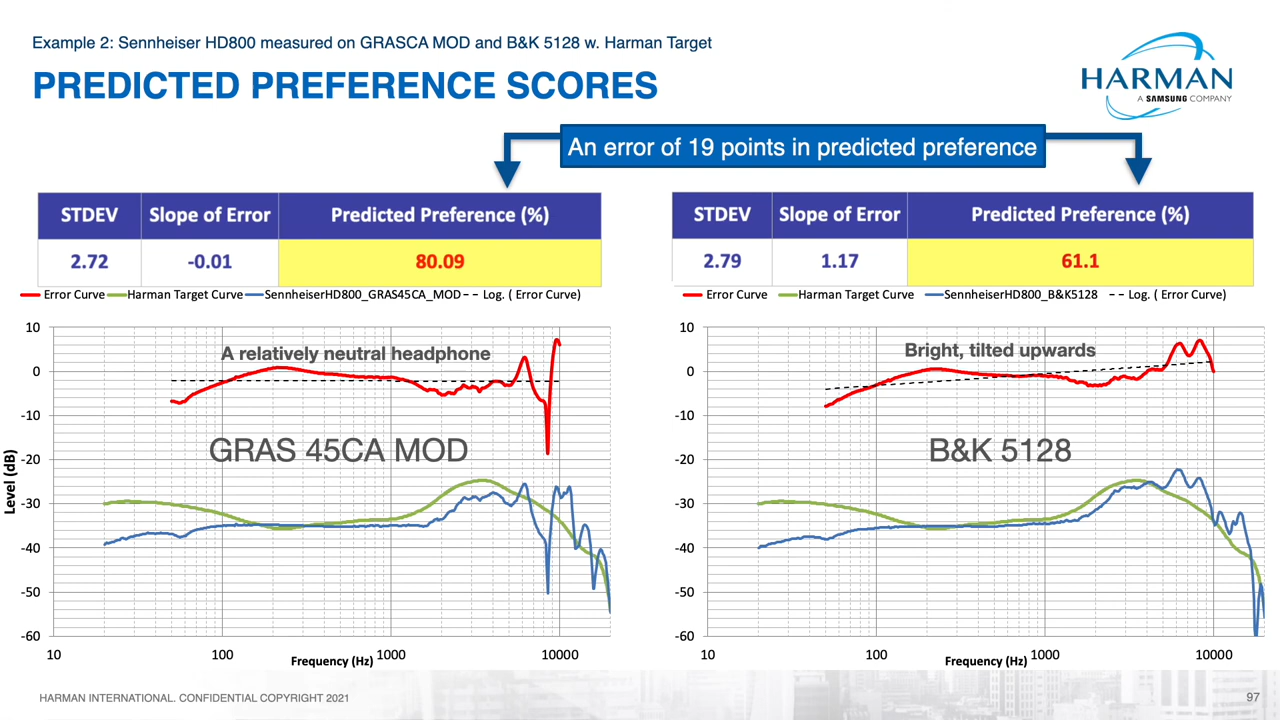 Example 2: Sennheiser HD800 measured on GRASCA MOD and B&K 5128 w. Harman Target
PREDICTED PREFERENCE SCORES
HARMAN
A SAMSUNG COMPANY
An error of 19 points in predicted preference
STDEV Slope of Error Predicted Preference (%)
2.72 -0.01 80.09
STDEV Slope of Error Predicted Preference (%)
2.79 1.17 61.1
Error Curve Harman Target Curve SennheiserHD800_GRAS45CA_MOD Log. ( Error Curve)
Error Curve Harman Target Curve SennheiserHD800_B&K5128 Log. ( Error Curve)
A relatively neutral headphone
GRAS 45CA MOD
Level (dB)
10
0
-10
-20
-30
-40
-50
-60
10 100 1000 10000
Frequency (Hz)
Bright, tilted upwards
B&K 5128
10
0
-10
-20
-30
-40
-50
-60
10 100 1000 10000
Frequency (Hz)
HARMAN INTERNATIONAL. CONFIDENTIAL COPYRIGHT 2021
97